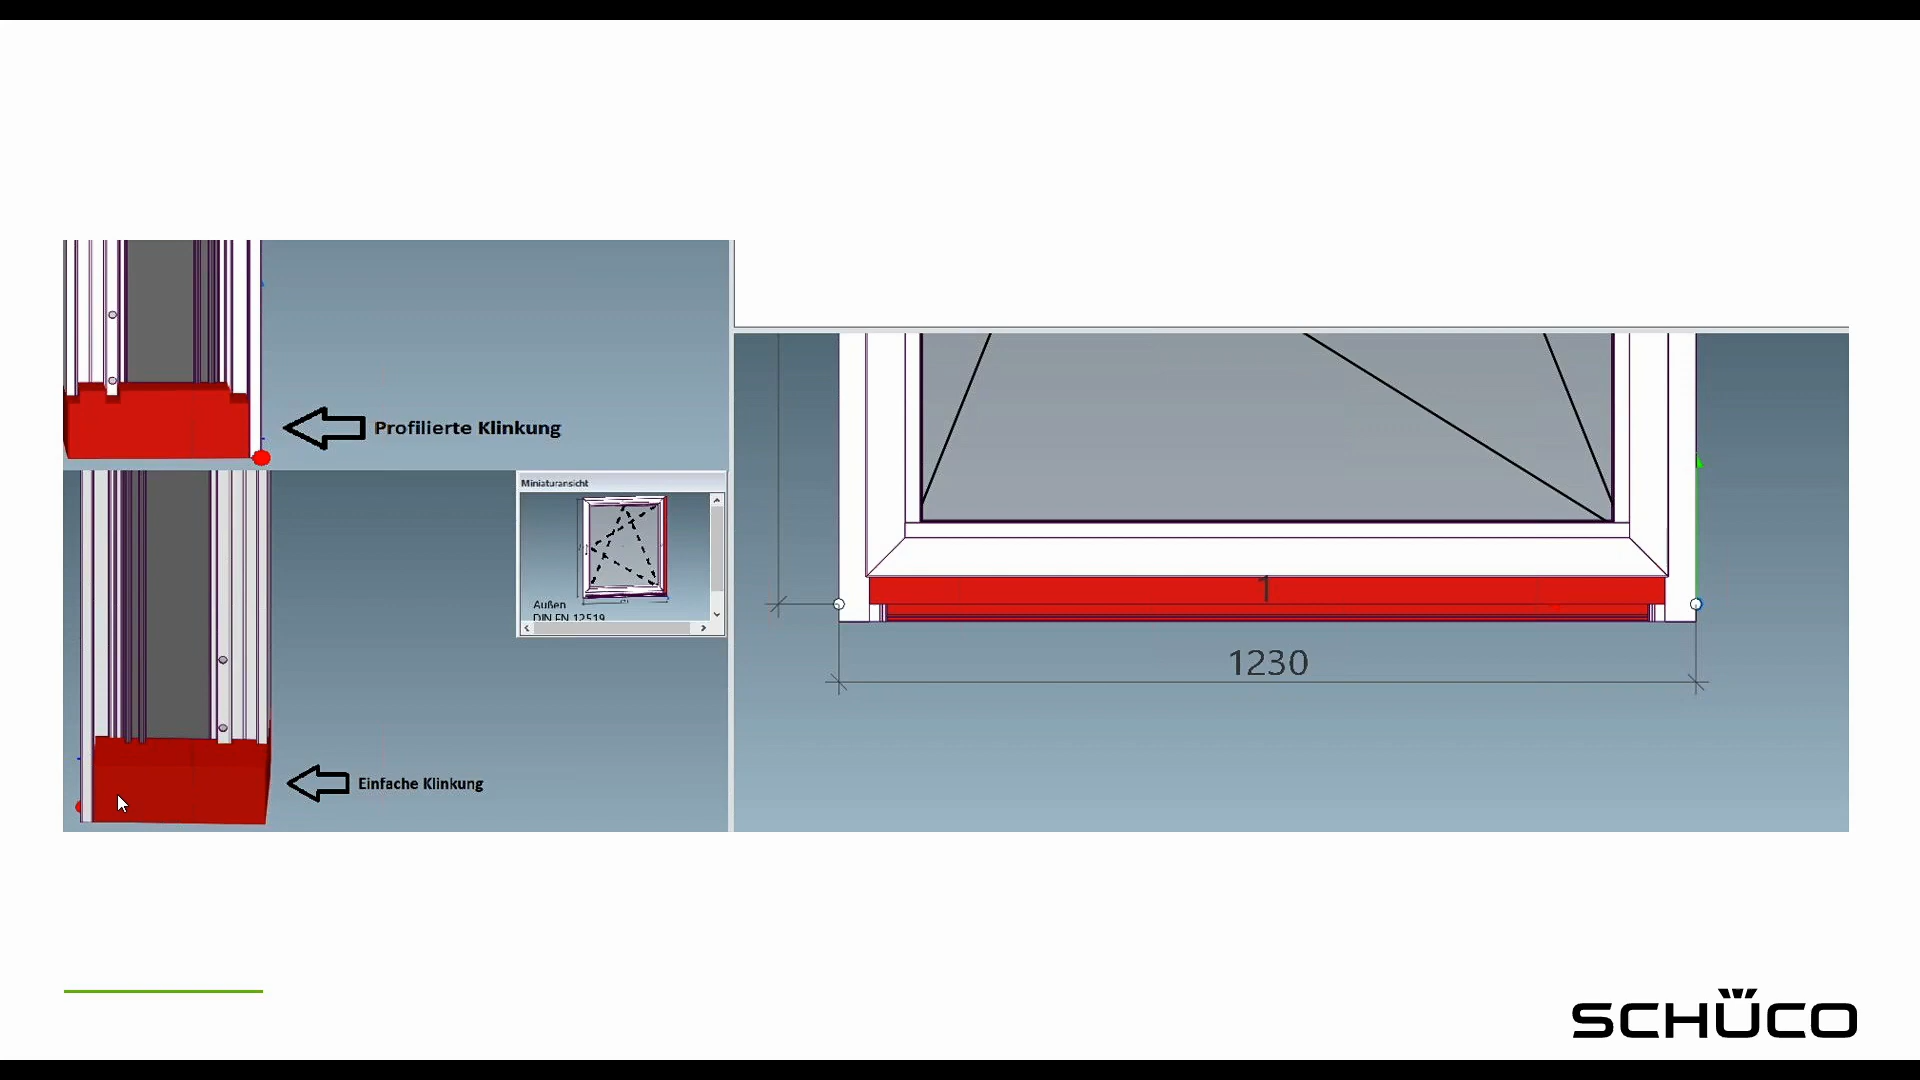 Profilierte Klinkung
Miniaturansicht
Außen
DIN EN 12519
Einfache Klinkung
1
1230
SCHÜCO